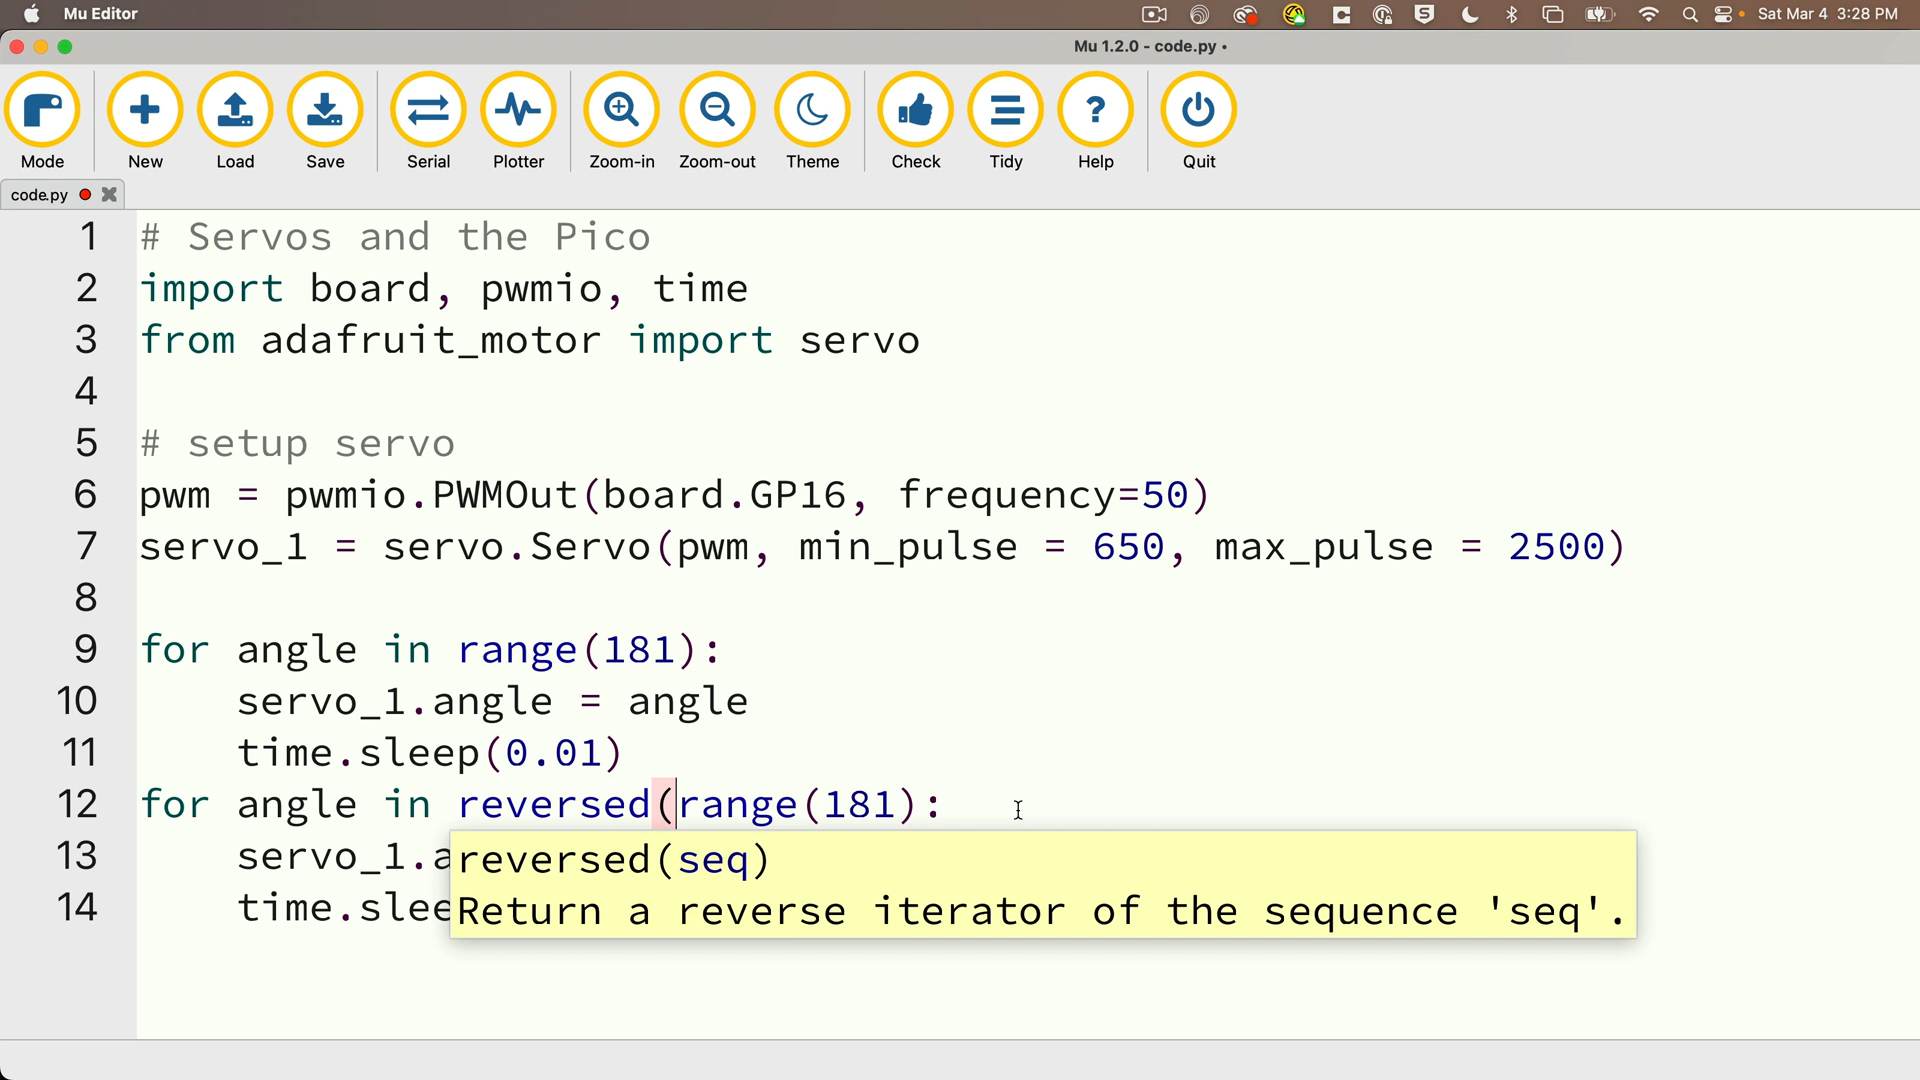 Mu Editor
Sat Mar 4 3:28 PM
Mu 1.2.0 - code.py •
Mode New Load Save Serial Plotter Zoom-in Zoom-out Theme Check Tidy Help Quit
code.py
1 # Servos and the Pico
2 import board, pwmio, time
3 from adafruit_motor import servo
4
5 # setup servo
6 pwm = pwmio.PWMOut(board.GP16, frequency=50)
7 servo_1 = servo.Servo(pwm, min_pulse = 650, max_pulse = 2500)
8
9 for angle in range(181):
10 servo_1.angle = angle
11 time.sleep(0.01)
12 for angle in reversed(range(181):
13 servo_1.a
reversed(seq)
14 time.slee
Return a reverse iterator of the sequence 'seq'.